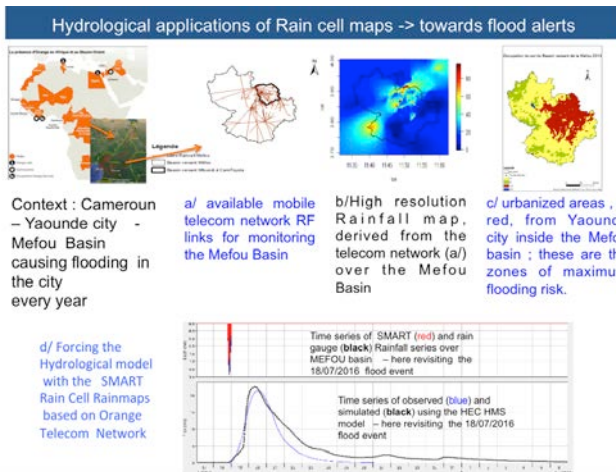 Hydrological applications of Rain cell maps -> towards flood alerts
Légende
Context : Cameroun
– Yaounde city -
Mefou Basin
causing flooding in
the city
every year
a/ available mobile
telecom network RF
links for monitoring
the Mefou Basin
b/High resolution
Rainfall map,
derived from the
telecom network (a/)
over the Mefou
Basin
c/ urbanized areas ,
red, from Yaound
city inside the Mefo
basin ; these are th
zones of maximu
flooding risk.
d/ Forcing the
Hydrological model
with the SMART
Rain Cell Rainmaps
based on Orange
Telecom Network
Time series of SMART (red) and rain
gauge (black) Rainfall series over
MEFOU basin – here revisiting the
18/07/2016 flood event
Time series of observed (blue) and
simulated (black) using the HEC HMS
model – here revisiting the 18/07/2016
flood event